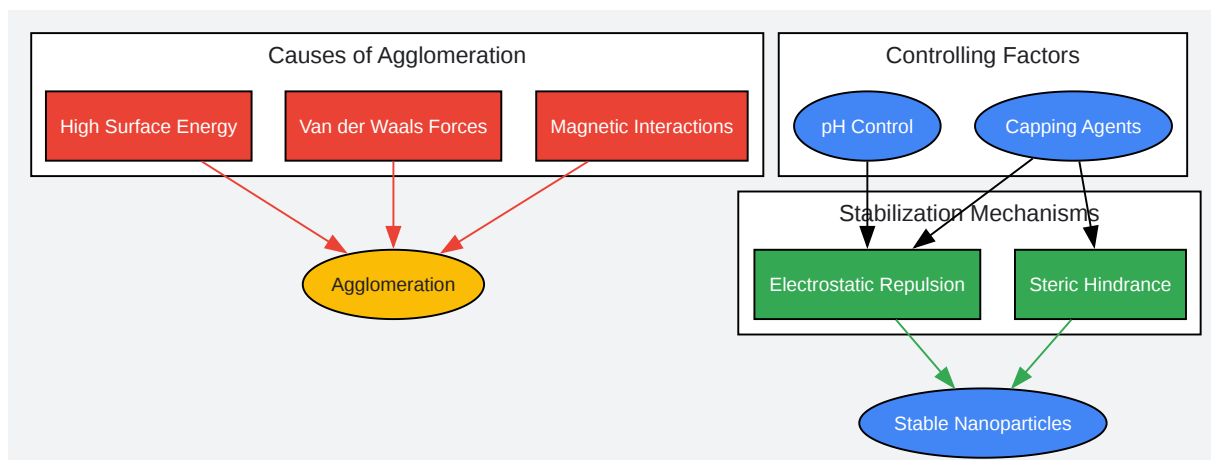 Causes of Agglomeration
High Surface Energy
Van der Waals Forces
Magnetic Interactions
Agglomeration
Controlling Factors
pH Control
Capping Agents
Stabilization Mechanisms
Electrostatic Repulsion
Steric Hindrance
Stable Nanoparticles